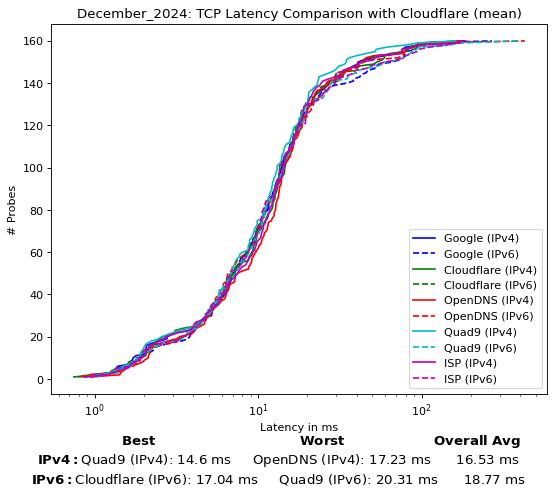 December_2024: TCP Latency Comparison with Cloudflare (mean)
160
140
120
100
80
60
40
20
0
# Probes
Google (IPv4)
Google (IPv6)
Cloudflare (IPv4)
Cloudflare (IPv6)
OpenDNS (IPv4)
OpenDNS (IPv6)
Quad9 (IPv4)
Quad9 (IPv6)
ISP (IPv4)
ISP (IPv6)
10⁰ 10¹ 10²
Latency in ms
Best Worst Overall Avg
IPv4: Quad9 (IPv4): 14.6 ms OpenDNS (IPv4): 17.23 ms 16.53 ms
IPv6: Cloudflare (IPv6): 17.04 ms Quad9 (IPv6): 20.31 ms 18.77 ms